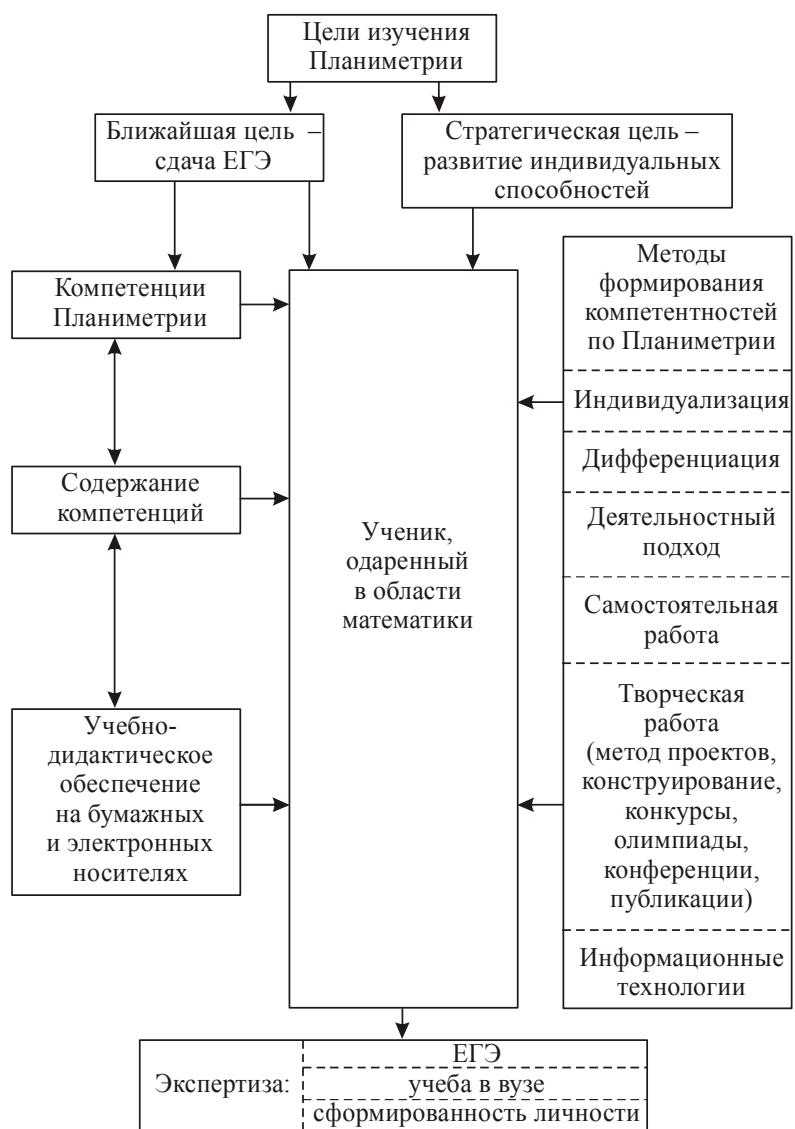 Цели изучения
Планиметрии
Ближайшая цель –
сдача ЕГЭ
Стратегическая цель –
развитие индивидуальных
способностей
Компетенции
Планиметрии
Содержание
компетенций
Учебно-
дидактическое
обеспечение
на бумажных
и электронных
носителях
Ученик,
одаренный
в области
математики
Методы
формирования
компетентностей
по Планиметрии
Индивидуализация
Дифференциация
Деятельностный
подход
Самостоятельная
работа
Творческая
работа
(метод проектов,
конструирование,
конкурсы,
олимпиады,
конференции,
публикации)
Информационные
технологии
Экспертиза:
ЕГЭ
учеба в вузе
сформированность личности